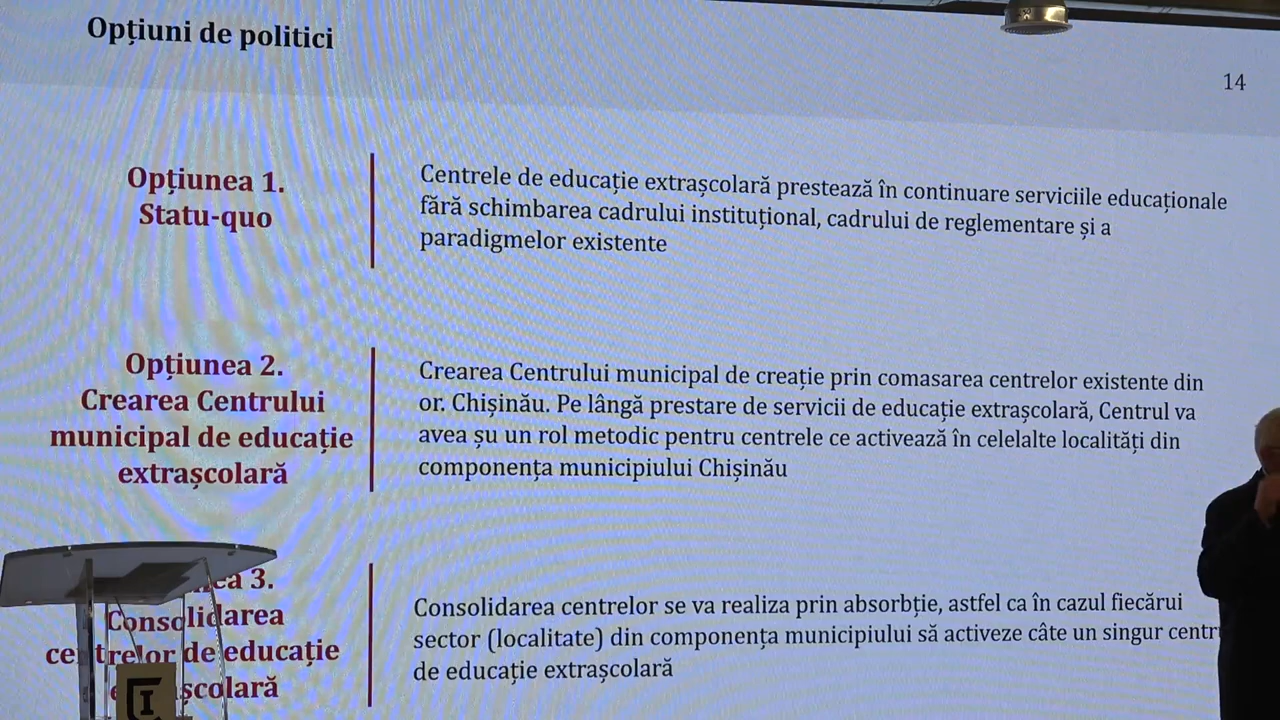 Opțiuni de politici
14
Opțiunea 1.
Statu-quo
Centrele de educație extrașcolară prestează în continuare serviciile educaționale
fără schimbarea cadrului instituțional, cadrului de reglementare și a
paradigmelor existente
Opțiunea 2.
Crearea Centrului
municipal de educație
extrașcolară
Crearea Centrului municipal de creație prin comasarea centrelor existente din
or. Chișinău. Pe lângă prestare de servicii de educație extrașcolară, Centrul va
avea șu un rol metodic pentru centrele ce activează în celelalte localități din
componența municipiului Chișinău
3.
Consolidarea
centrelor de educație
extrașcolară
Consolidarea centrelor se va realiza prin absorbție, astfel ca în cazul fiecărui
sector (localitate) din componența municipiului să activeze câte un singur centru
de educație extrașcolară